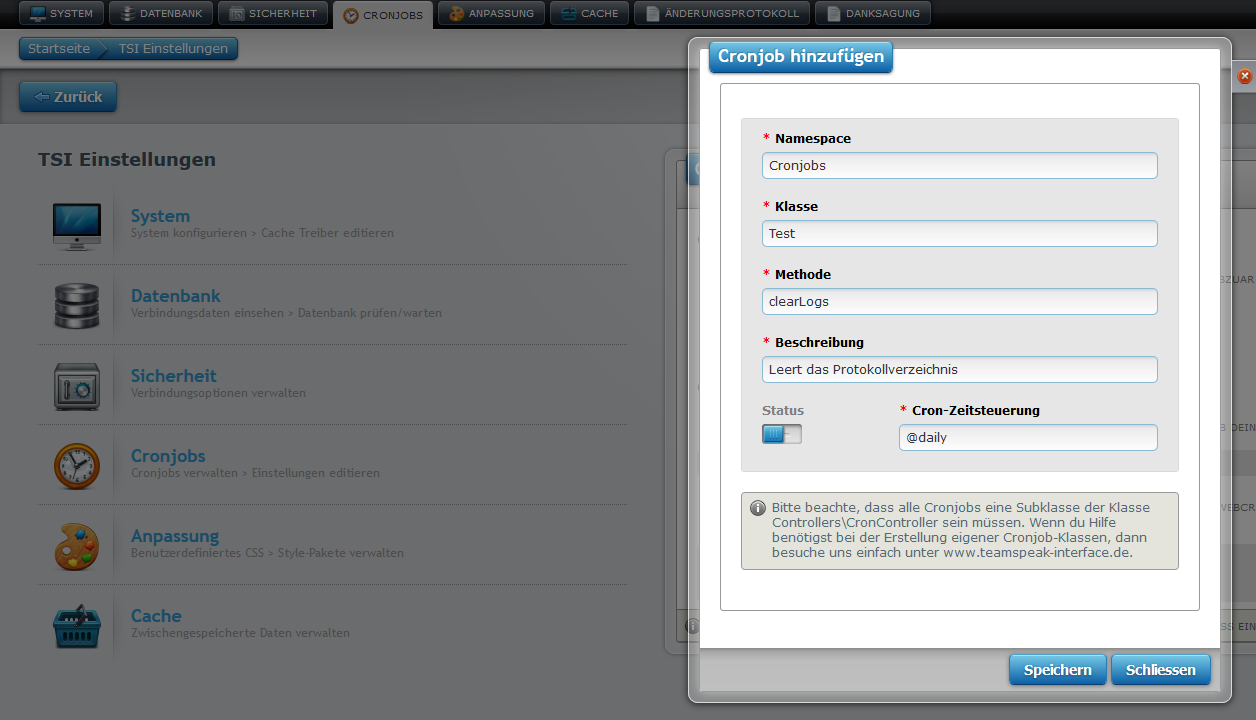 SYSTEM
DATENBANK
SICHERHEIT
CRONJOBS
ANPASSUNG
CACHE
ÄNDERUNGSPROTOKOLL
DANKSAGUNG
Startseite
TSI Einstellungen
Zurück
TSI Einstellungen
System
System konfigurieren > Cache Treiber editieren
Datenbank
Verbindungsdaten einsehen > Datenbank prüfen/warten
Sicherheit
Verbindungsoptionen verwalten
Cronjobs
Cronjobs verwalten > Einstellungen editieren
Anpassung
Benutzerdefiniertes CSS > Style-Pakete verwalten
Cache
Zwischengespeicherte Daten verwalten
Cronjob hinzufügen
* Namespace
Cronjobs
* Klasse
Test
* Methode
clearLogs
* Beschreibung
Leert das Protokollverzeichnis
Status
* Cron-Zeitsteuerung
@daily
Bitte beachte, dass alle Cronjobs eine Subklasse der Klasse
Controllers\CronController sein müssen. Wenn du Hilfe
benötigst bei der Erstellung eigener Cronjob-Klassen, dann
besuche uns einfach unter www.teamspeak-interface.de.
Speichern
Schliessen